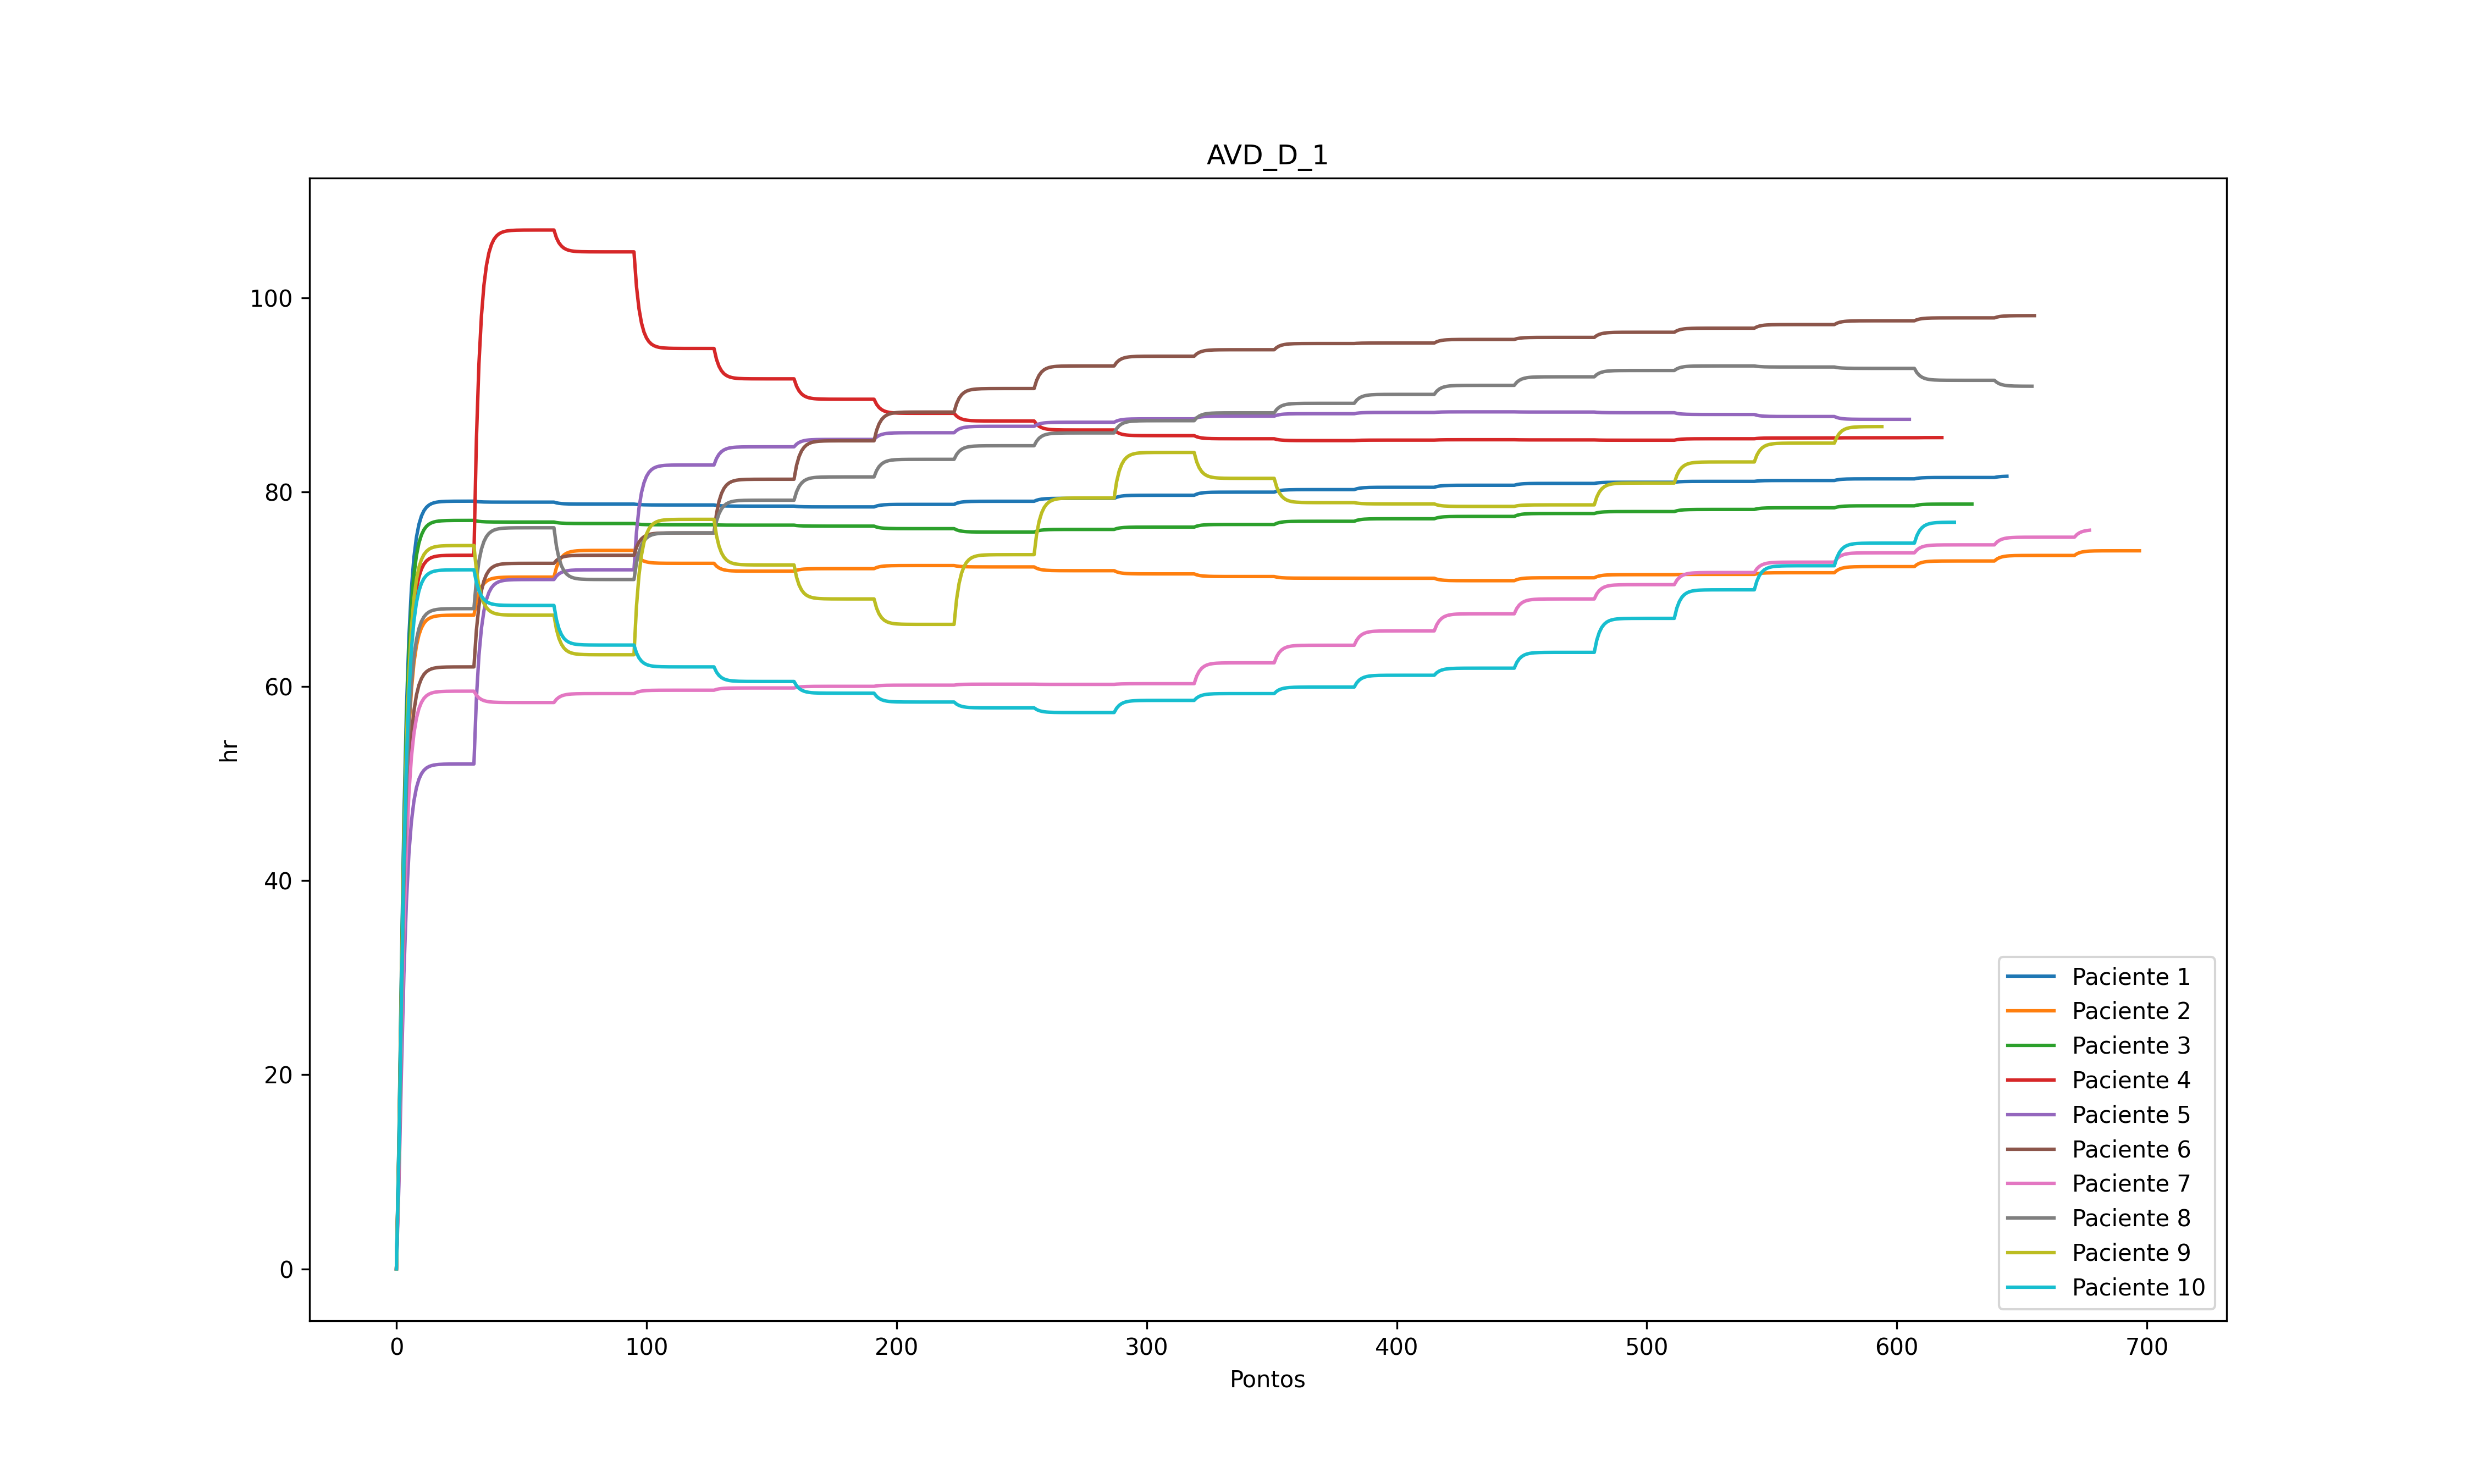 AVD_D_1
hr
100
80
60
40
20
0
0 100 200 300 400 500 600 700
Pontos
Paciente 1
Paciente 2
Paciente 3
Paciente 4
Paciente 5
Paciente 6
Paciente 7
Paciente 8
Paciente 9
Paciente 10